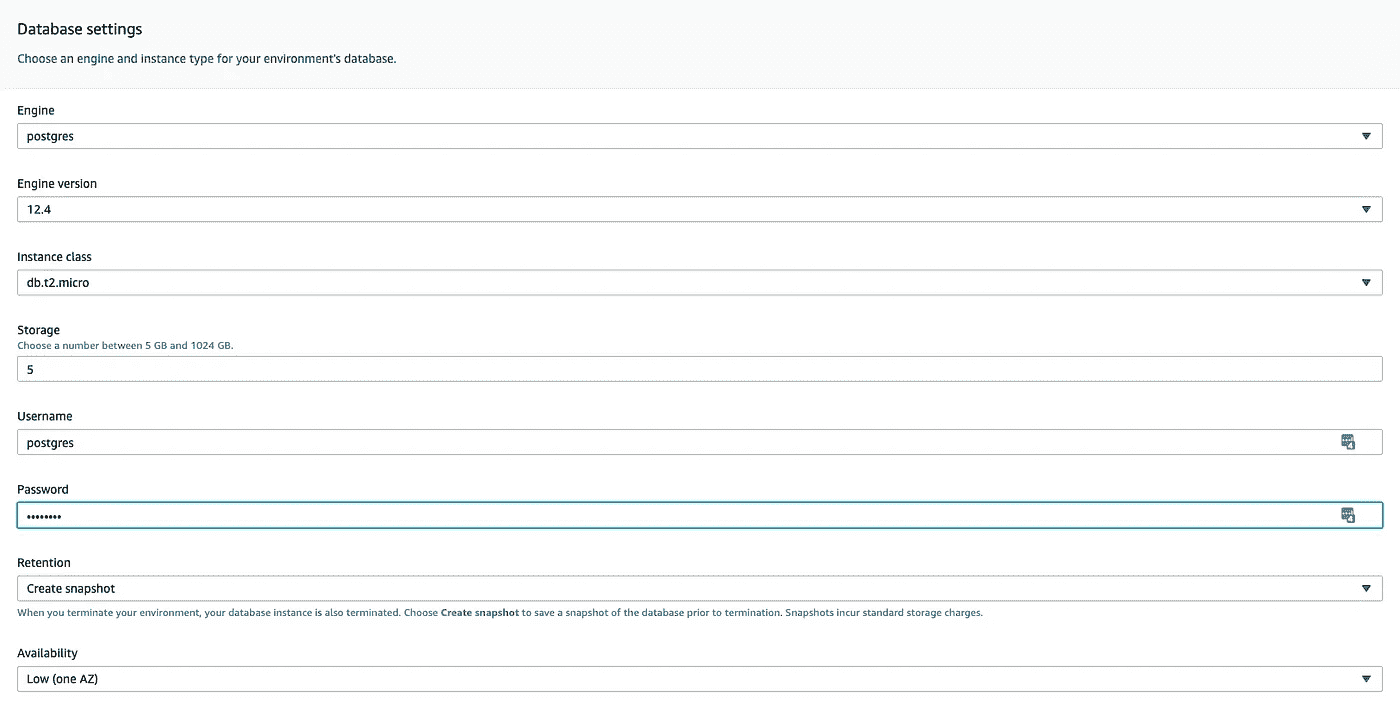 Database settings
Choose an engine and instance type for your environment's database.
Engine
postgres
Engine version
12.4
Instance class
db.t2.micro
Storage
Choose a number between 5 GB and 1024 GB.
5
Username
postgres
Password
••••••••
Retention
Create snapshot
When you terminate your environment, your database instance is also terminated. Choose Create snapshot to save a snapshot of the database prior to termination. Snapshots incur standard storage charges.
Availability
Low (one AZ)